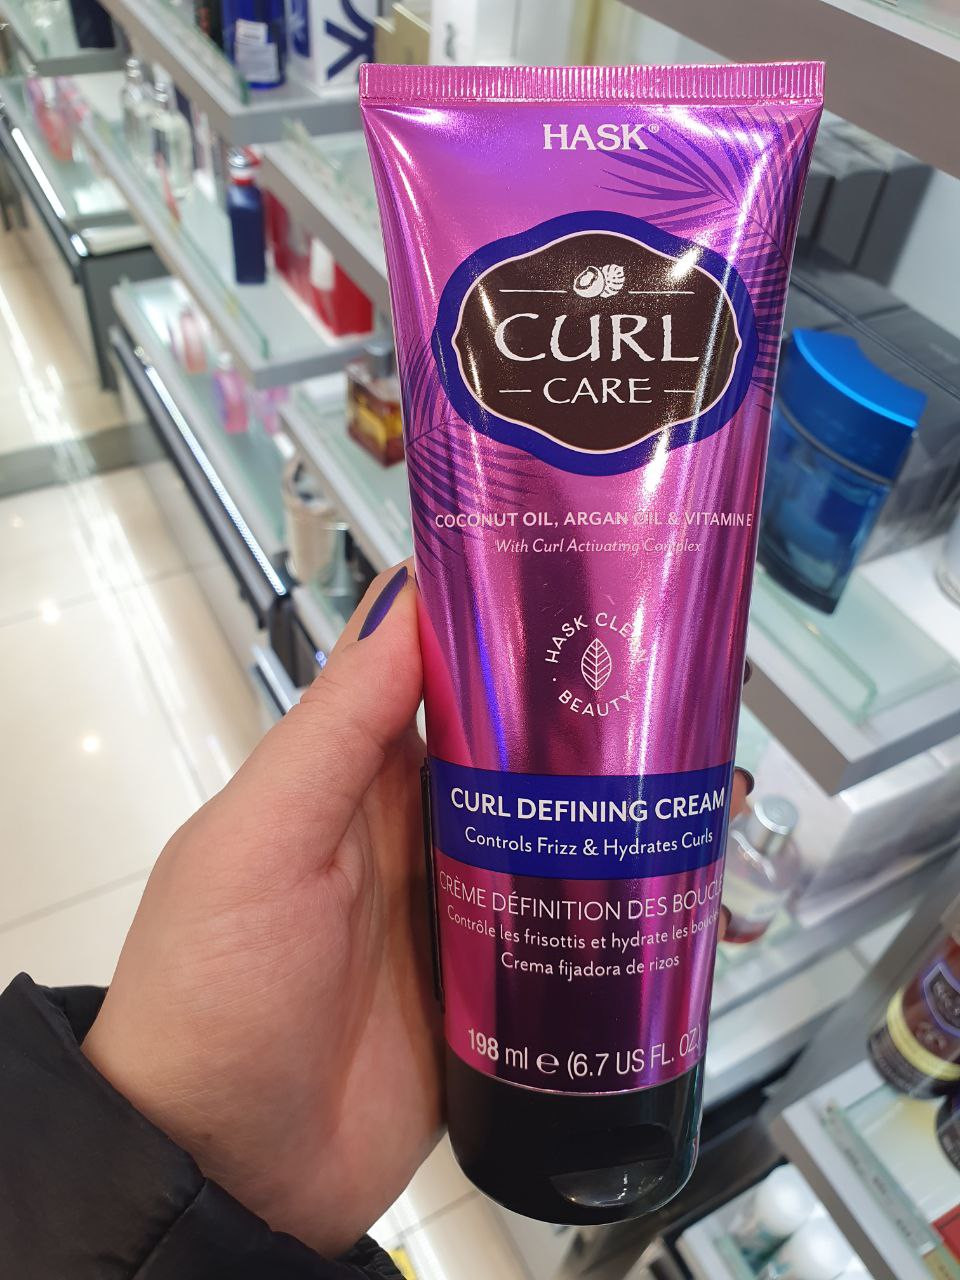 HASK®
CURL
CARE
COCONUT OIL, ARGAN OIL & VITAMIN E
With Curl Activating Complex
HASK CLEAN
BEAUTY
CURL DEFINING CREAM
Controls Frizz & Hydrates Curls
CRÈME DÉFINITION DES
Contrôle les frisottis et hydrate les
Crema fijadora de rizos
198 ml ℮ (6.7 US FL. OZ.)